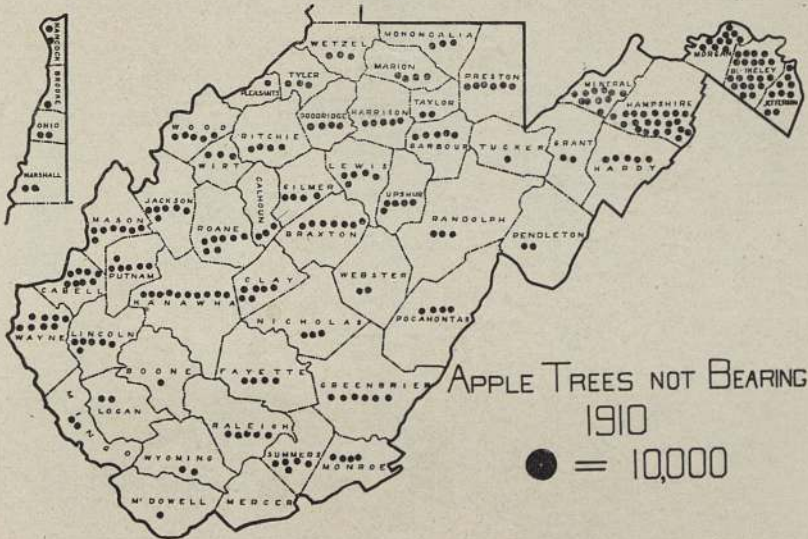 HANCOCK
BROOKE
OHIO
MARSHALL
WETZEL
MONONGALIA
MARION
PRESTON
TYLER
PLEASANTS
DODDRIDGE
HARRISON
TAYLOR
WOOD
RITCHIE
BARBOUR
TUCKER
WIRT
LEWIS
GILMER
CALHOUN
UPSHUR
MINERAL
HAMPSHIRE
MORGAN
BERKELEY
JEFFERSON
GRANT
HARDY
JACKSON
MASON
ROANE
BRAXTON
RANDOLPH
PENDLETON
PUTNAM
CABELL
KANAWHA
CLAY
WEBSTER
WAYNE
LINCOLN
NICHOLAS
POCAHONTAS
BOONE
FAYETTE
GREENBRIER
MINGO
LOGAN
RALEIGH
WYOMING
SUMMERS
MONROE
McDOWELL
MERCER
APPLE TREES NOT BEARING
1910
● = 10,000